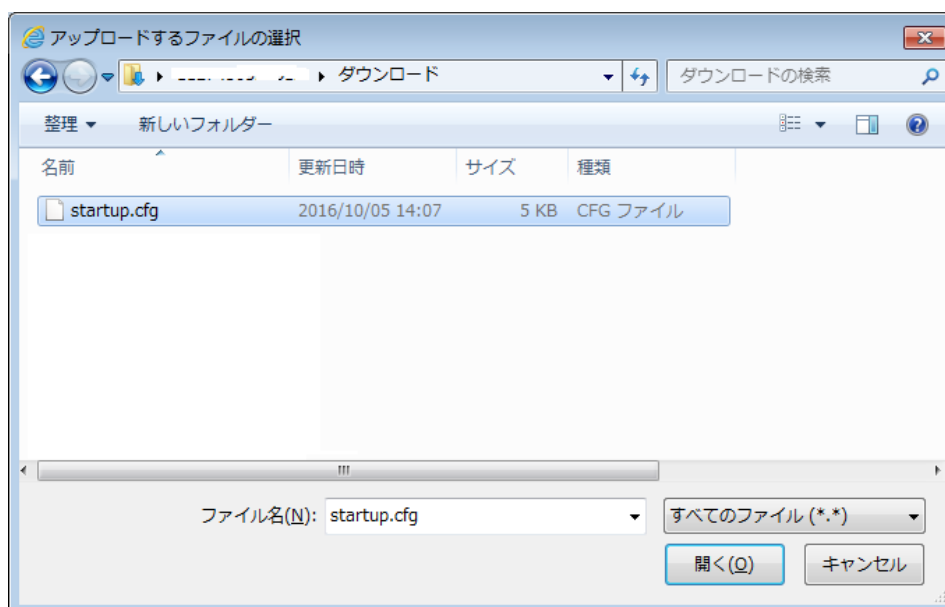 アップロードするファイルの選択
ダウンロード
ダウンロードの検索
整理
新しいフォルダー
名前 更新日時 サイズ 種類
startup.cfg 2016/10/05 14:07 5 KB CFG ファイル
ファイル名(N): startup.cfg すべてのファイル (*.*)
開く(O) キャンセル